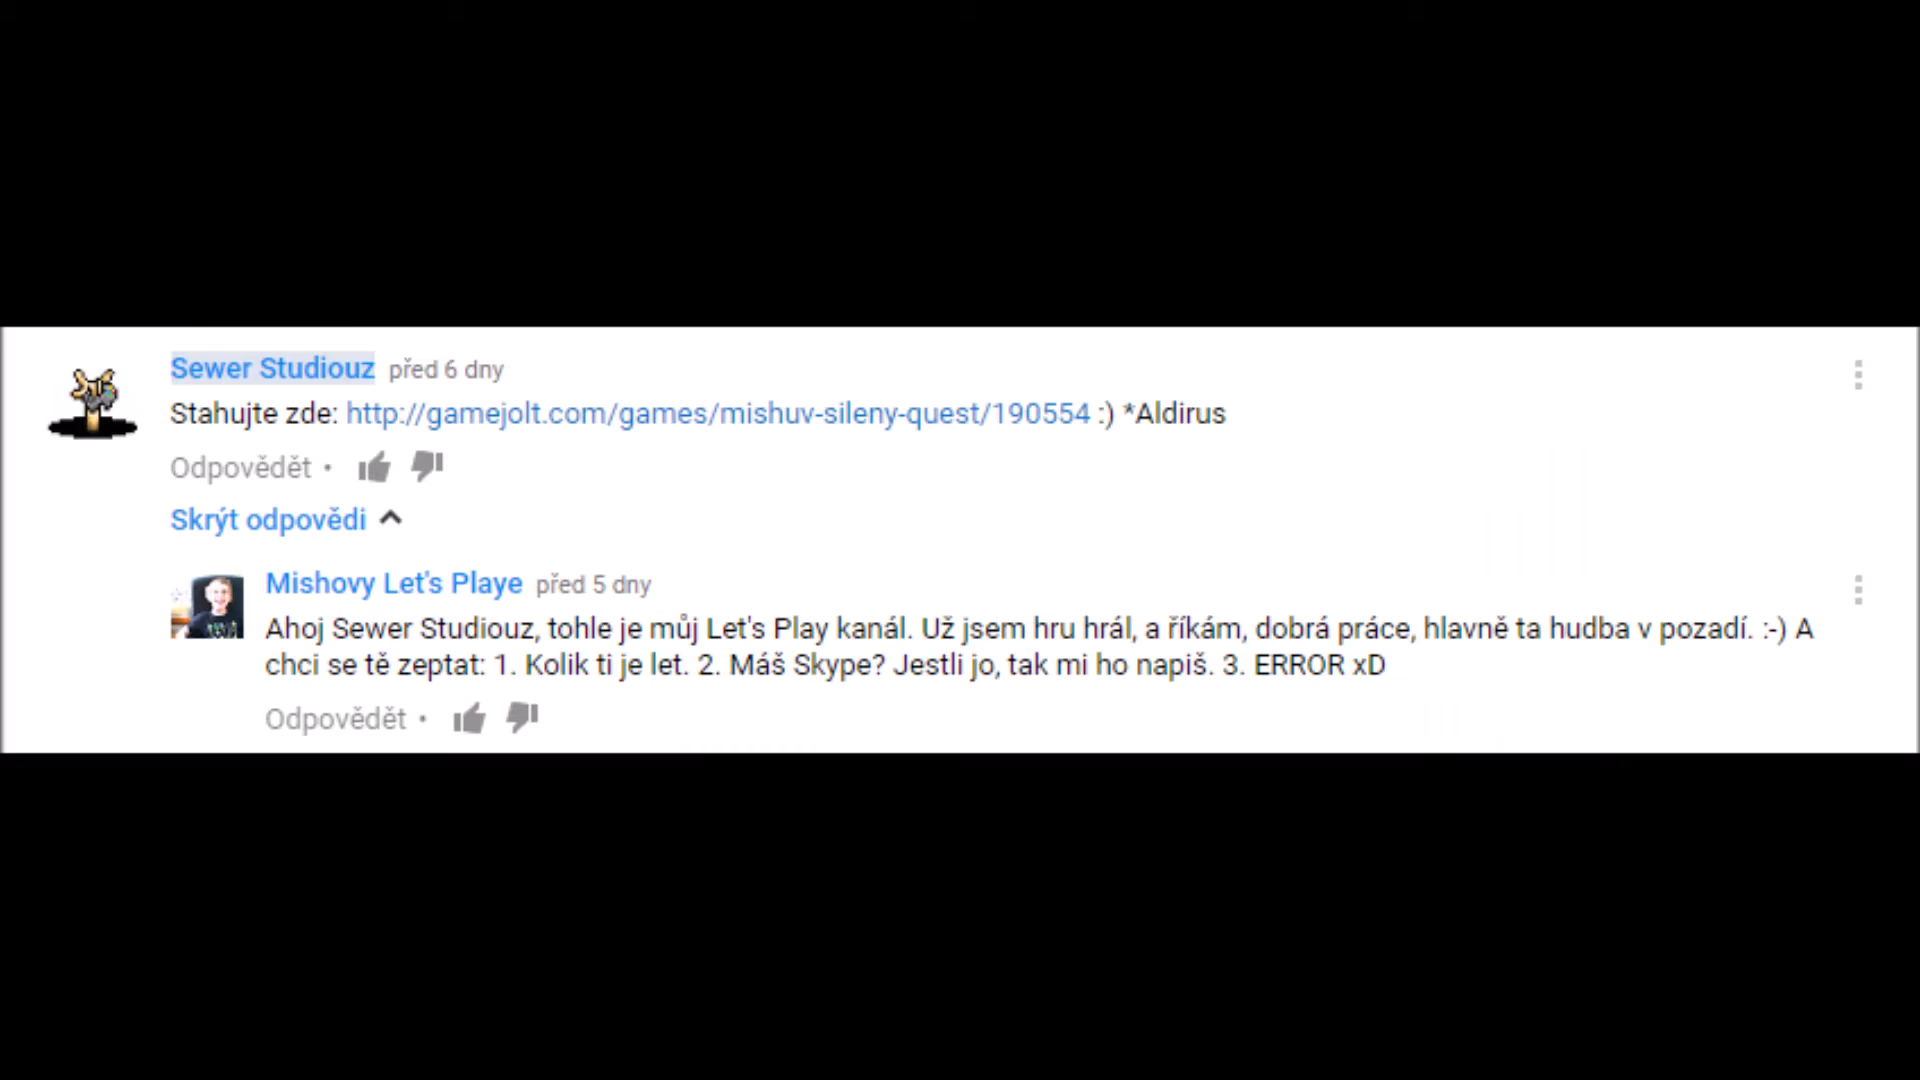 Sewer Studiouz před 6 dny
Stahujte zde: http://gamejolt.com/games/mishuv-sileny-quest/190554 :) *Aldirus
Odpovědět •
Skrýt odpovědi
Mishovy Let's Playe před 5 dny
Ahoj Sewer Studiouz, tohle je můj Let's Play kanál. Už jsem hru hrál, a říkám, dobrá práce, hlavně ta hudba v pozadí. :-) A
chci se tě zeptat: 1. Kolik ti je let. 2. Máš Skype? Jestli jo, tak mi ho napiš. 3. ERROR xD
Odpovědět •